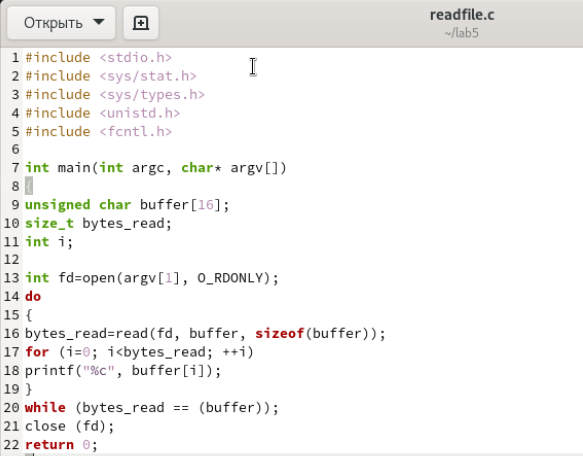 Открыть
readfile.c
~/lab5
1 #include <stdio.h>
2 #include <sys/stat.h>
3 #include <sys/types.h>
4 #include <unistd.h>
5 #include <fcntl.h>
6
7 int main(int argc, char* argv[])
8 {
9 unsigned char buffer[16];
10 size_t bytes_read;
11 int i;
12
13 int fd=open(argv[1], O_RDONLY);
14 do
15 {
16 bytes_read=read(fd, buffer, sizeof(buffer));
17 for (i=0; i<bytes_read; ++i)
18 printf("%c", buffer[i]);
19 }
20 while (bytes_read == (buffer));
21 close (fd);
22 return 0;